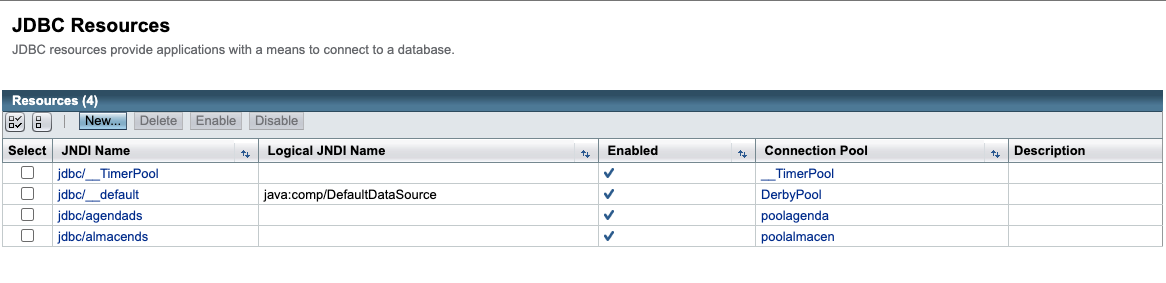 JDBC Resources
JDBC resources provide applications with a means to connect to a database.
Resources (4)
New... Delete Enable Disable
Select JNDI Name Logical JNDI Name Enabled Connection Pool Description
jdbc/__TimerPool __TimerPool
jdbc/__default java:comp/DefaultDataSource DerbyPool
jdbc/agendads poolagenda
jdbc/almacends poolalmacen